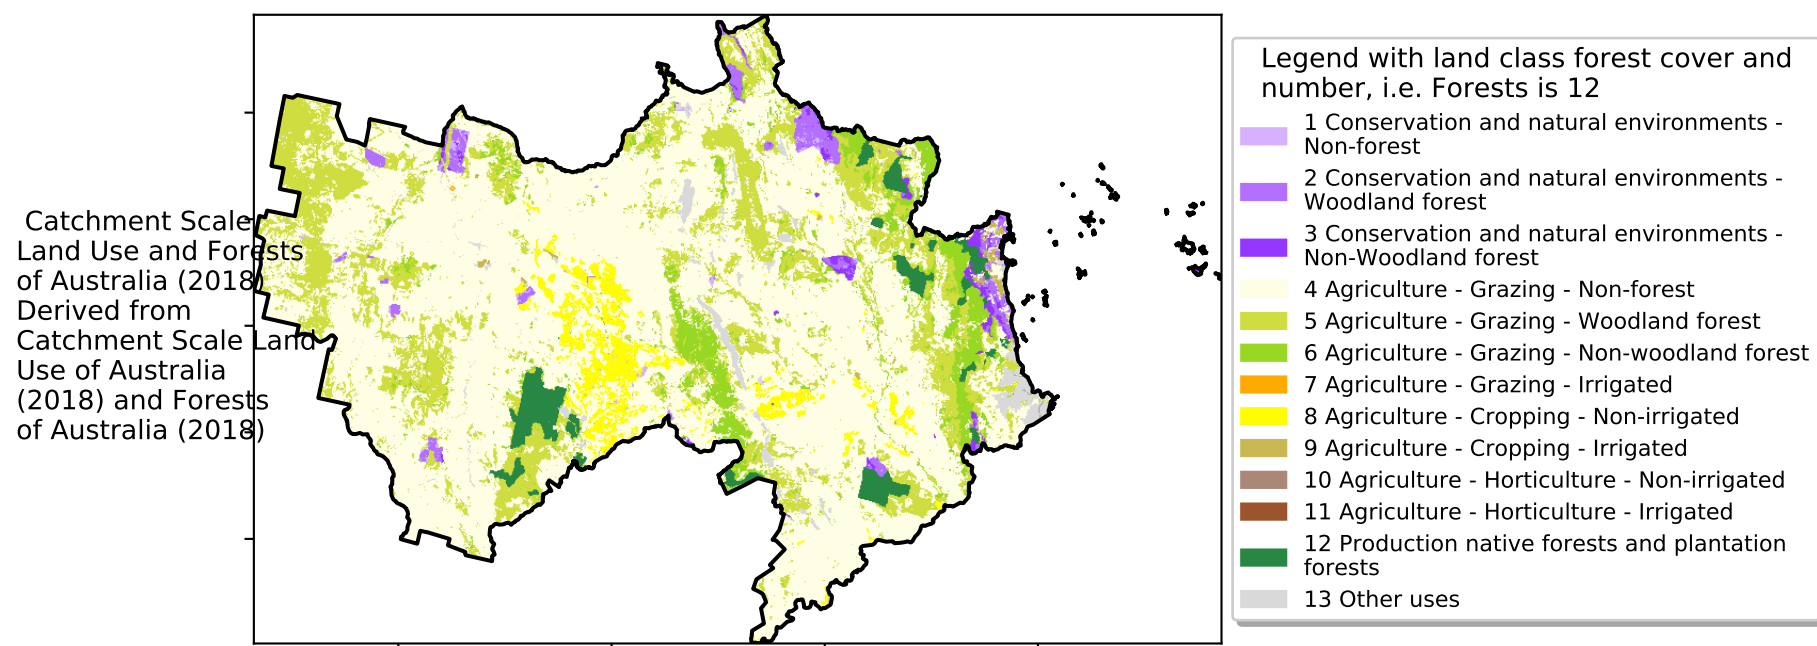 Catchment Scale
Land Use and Forests
of Australia (2018)
Derived from
Catchment Scale Land
Use of Australia
(2018) and Forests
of Australia (2018)
Legend with land class forest cover and
number, i.e. Forests is 12
1 Conservation and natural environments -
Non-forest
2 Conservation and natural environments -
Woodland forest
3 Conservation and natural environments -
Non-Woodland forest
4 Agriculture - Grazing - Non-forest
5 Agriculture - Grazing - Woodland forest
6 Agriculture - Grazing - Non-woodland forest
7 Agriculture - Grazing - Irrigated
8 Agriculture - Cropping - Non-irrigated
9 Agriculture - Cropping - Irrigated
10 Agriculture - Horticulture - Non-irrigated
11 Agriculture - Horticulture - Irrigated
12 Production native forests and plantation
forests
13 Other uses